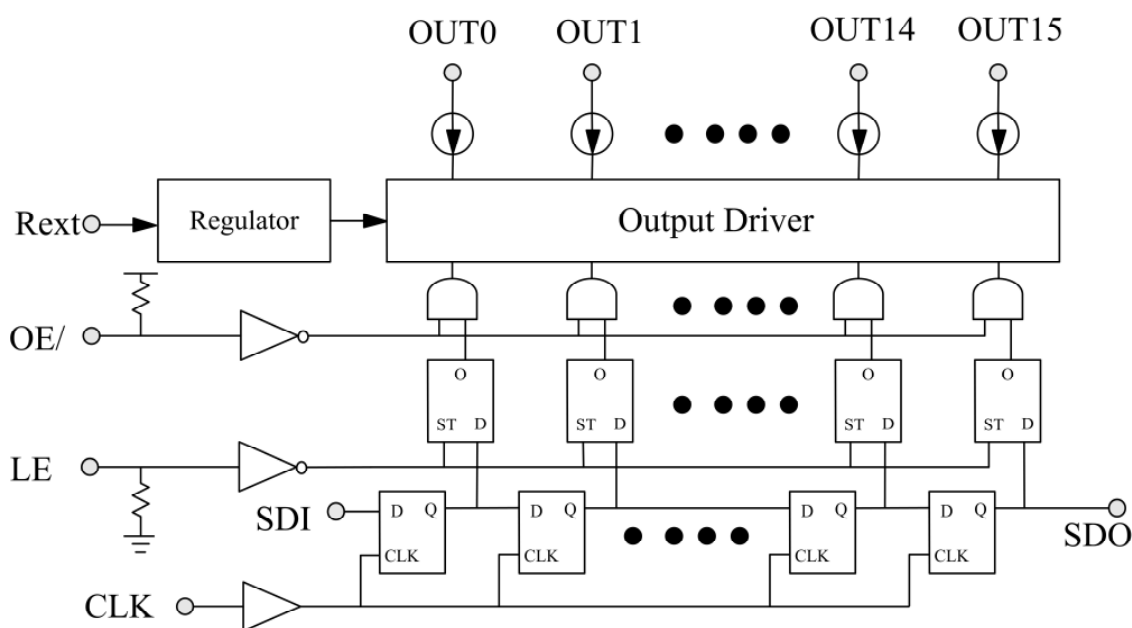 OUT0 OUT1 OUT14 OUT15
Rext Regulator Output Driver
OE/
O O O O
ST D ST D ST D ST D
LE
SDI D Q D Q D Q D Q SDO
CLK CLK CLK CLK
CLK